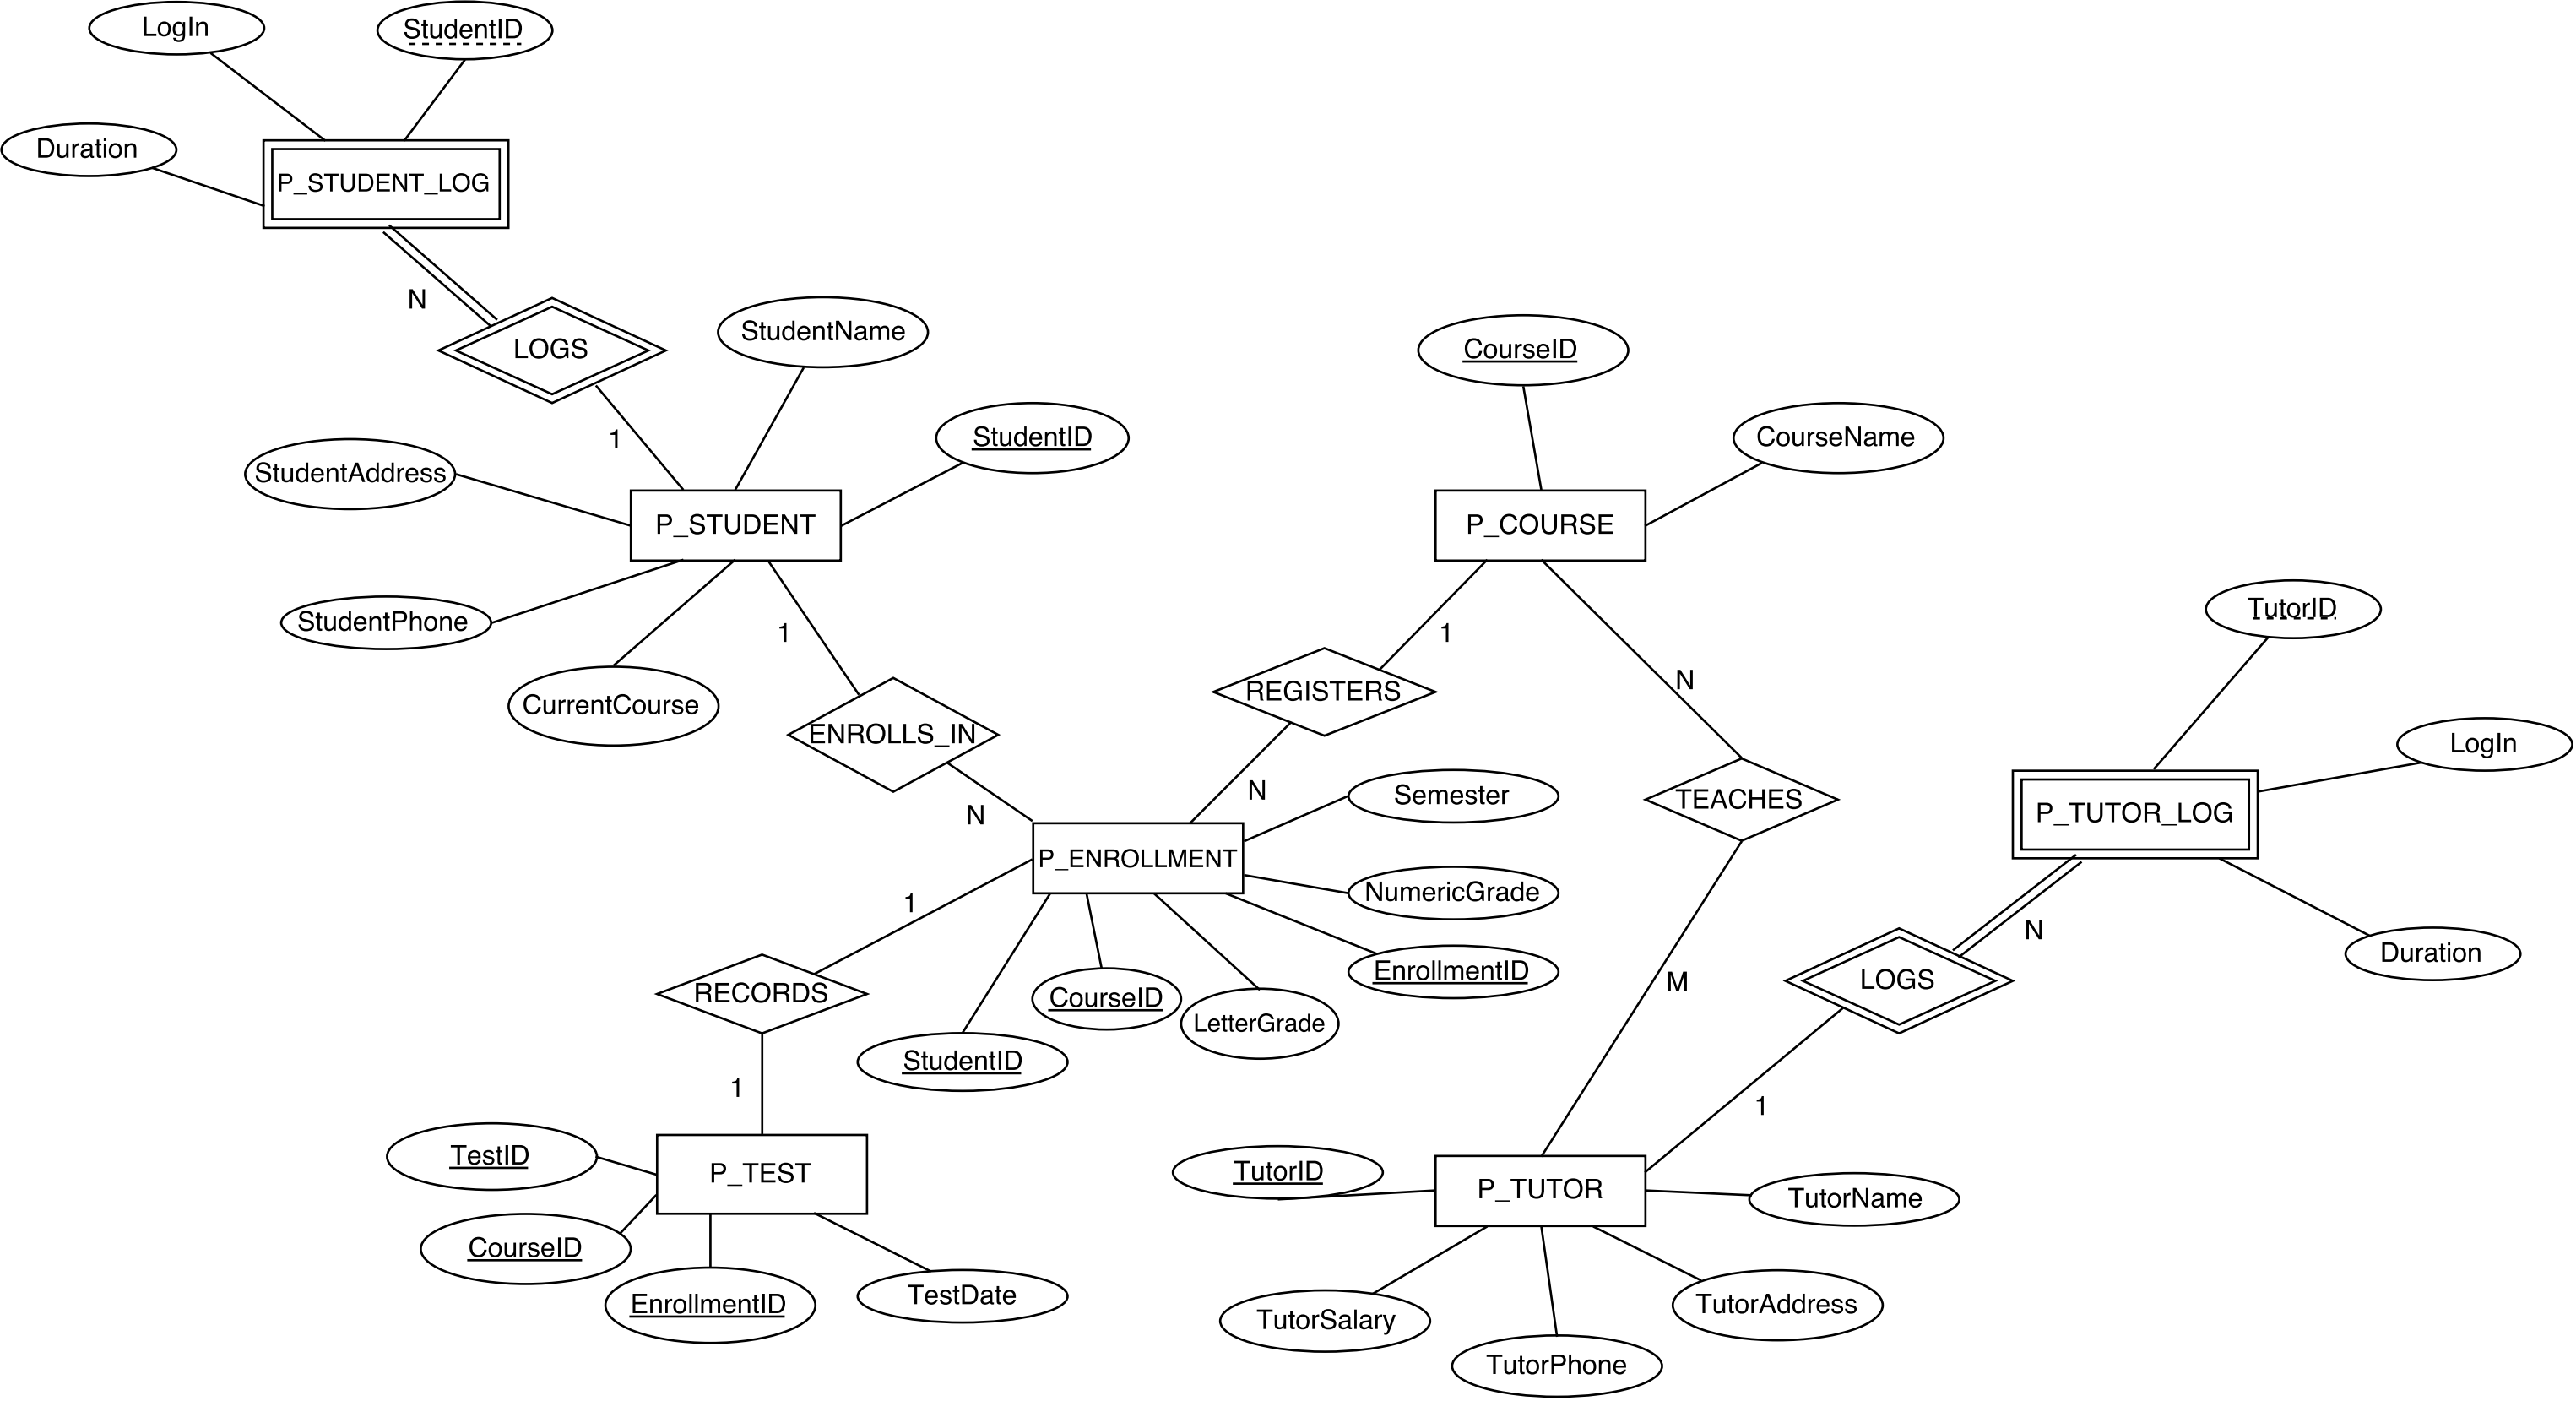 LogIn
StudentID
Duration
P_STUDENT_LOG
N
LOGS
StudentName
CourseID
1
StudentID
CourseName
StudentAddress
P_STUDENT
P_COURSE
TutorID
StudentPhone
1
1
N
REGISTERS
CurrentCourse
ENROLLS_IN
LogIn
N
Semester
TEACHES
N
P_TUTOR_LOG
P_ENROLLMENT
NumericGrade
1
N
Duration
EnrollmentID
LOGS
M
RECORDS
CourseID
LetterGrade
StudentID
1
1
TestID
P_TEST
TutorID
P_TUTOR
TutorName
CourseID
TestDate
EnrollmentID
TutorAddress
TutorSalary
TutorPhone